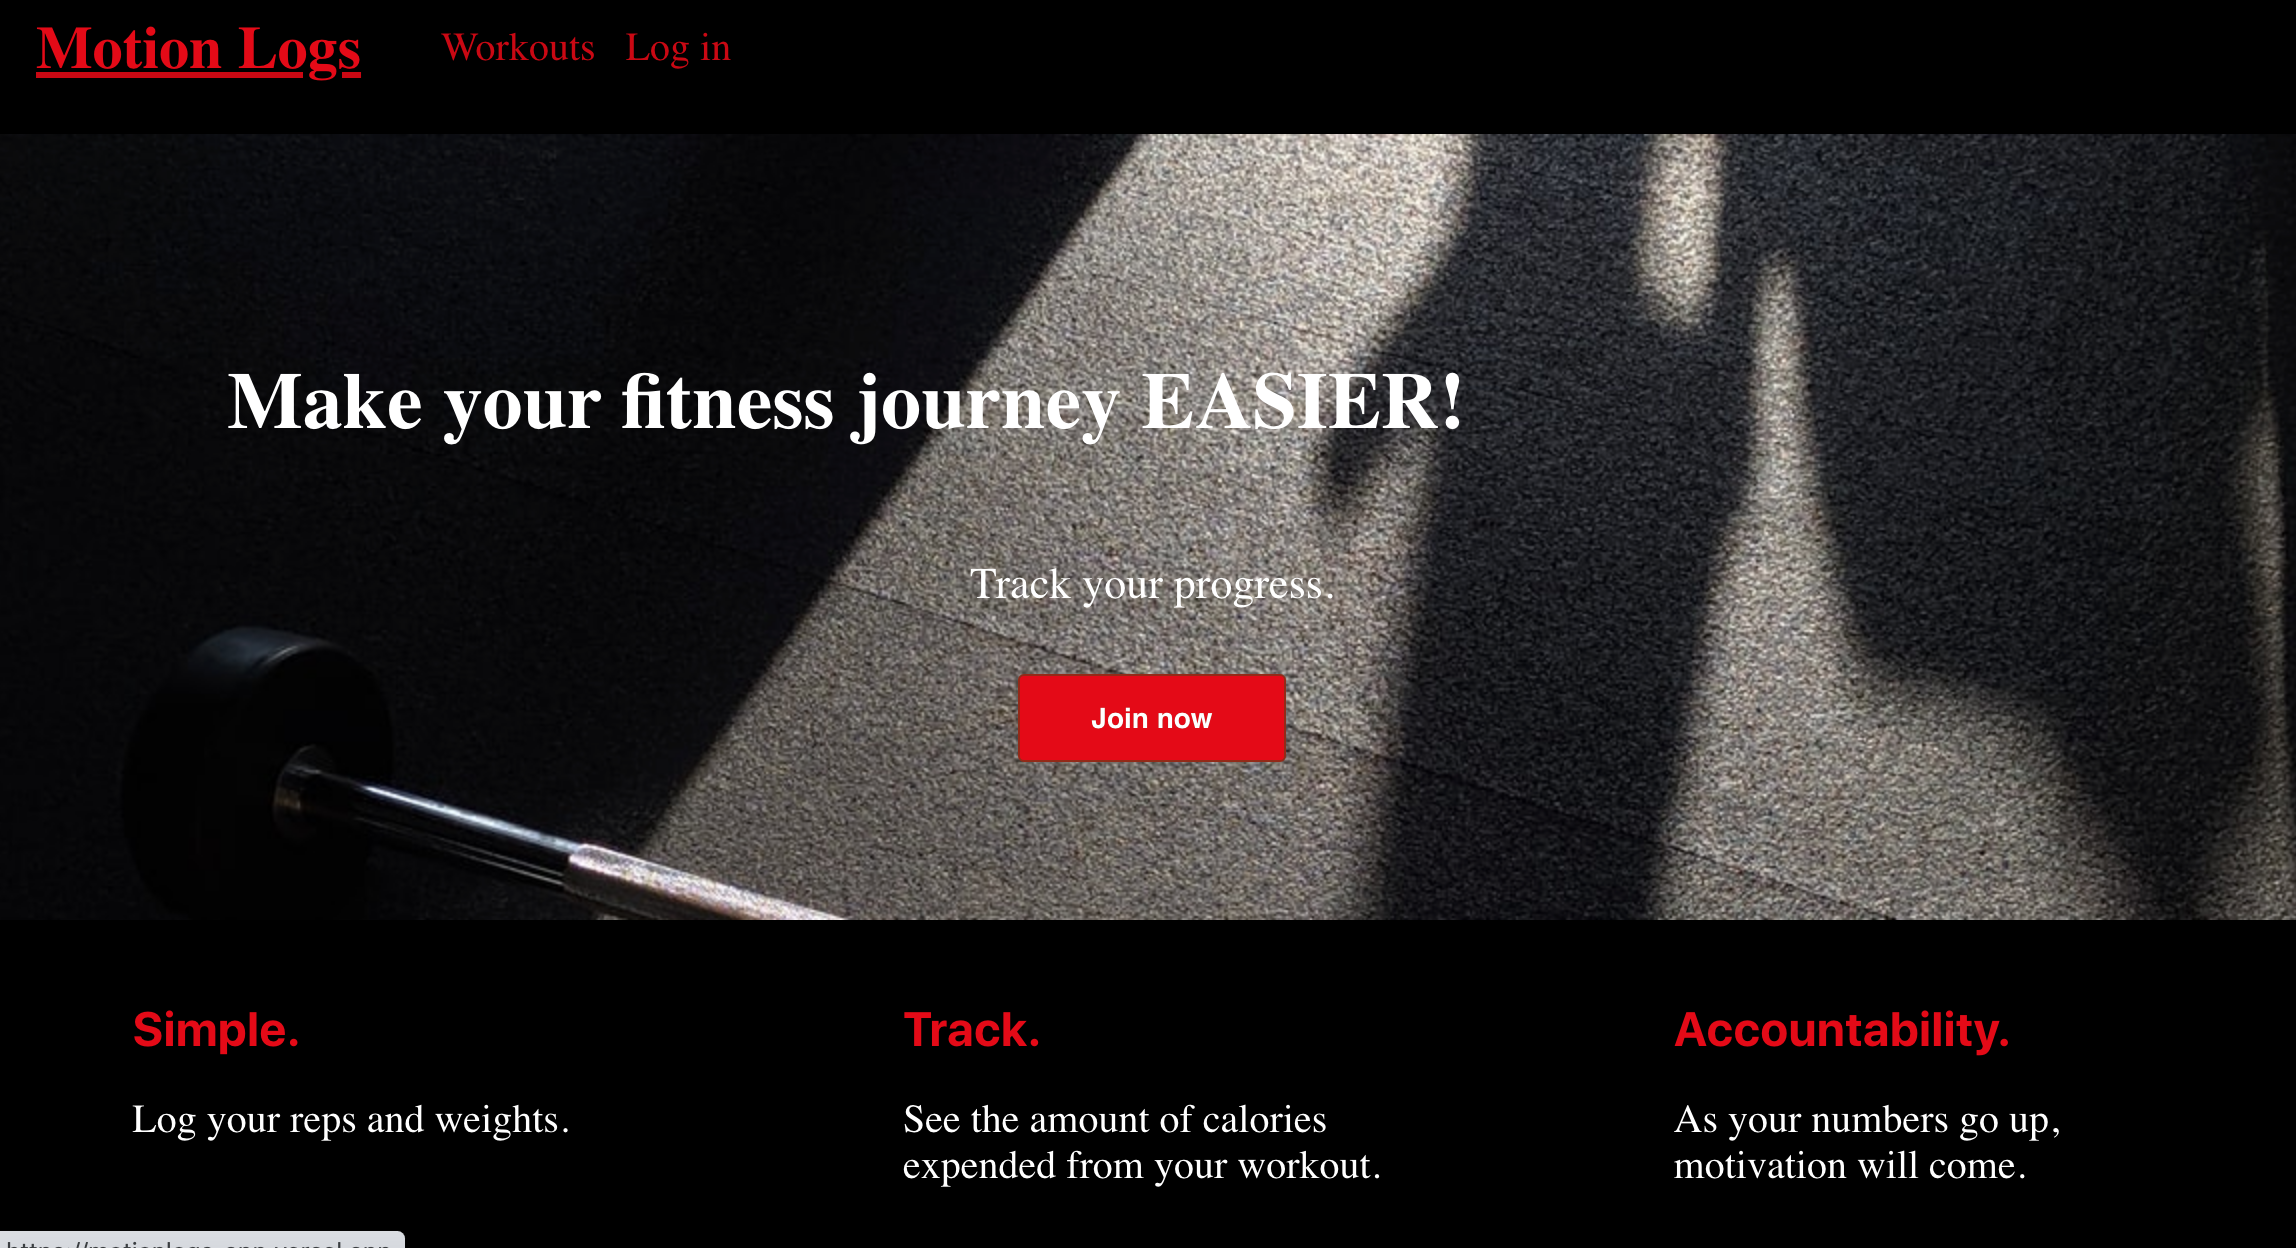 Motion Logs
Workouts Log in
Make your fitness journey EASIER!
Track your progress.
Join now
Simple.
Track.
Accountability.
Log your reps and weights.
See the amount of calories
expended from your workout.
As your numbers go up,
motivation will come.